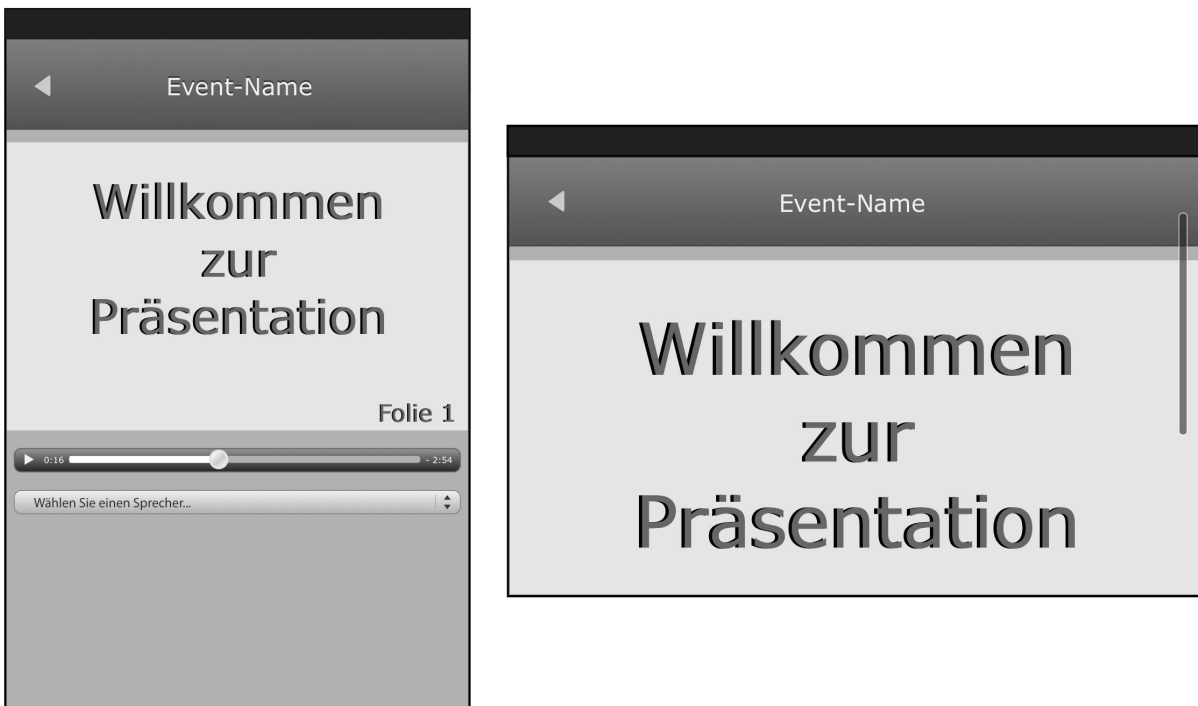 Event-Name
Willkommen
zur
Präsentation
Folie 1
0:16
- 2:54
Wählen Sie einen Sprecher...
Event-Name
Willkommen
zur
Präsentation